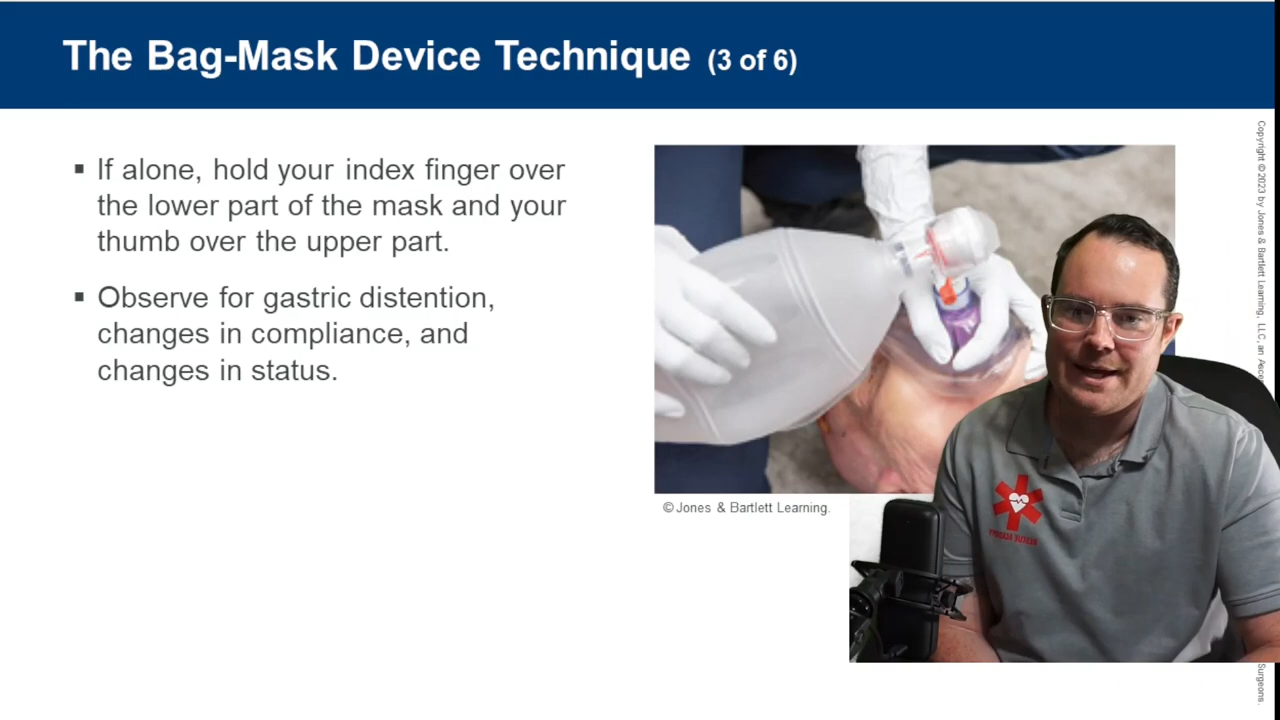 The Bag-Mask Device Technique (3 of 6)
▪ If alone, hold your index finger over
the lower part of the mask and your
thumb over the upper part.
▪ Observe for gastric distention,
changes in compliance, and
changes in status.
© Jones & Bartlett Learning.
Copyright © 2023 by Jones & Bartlett Learning, LLC, an
Surgeons.